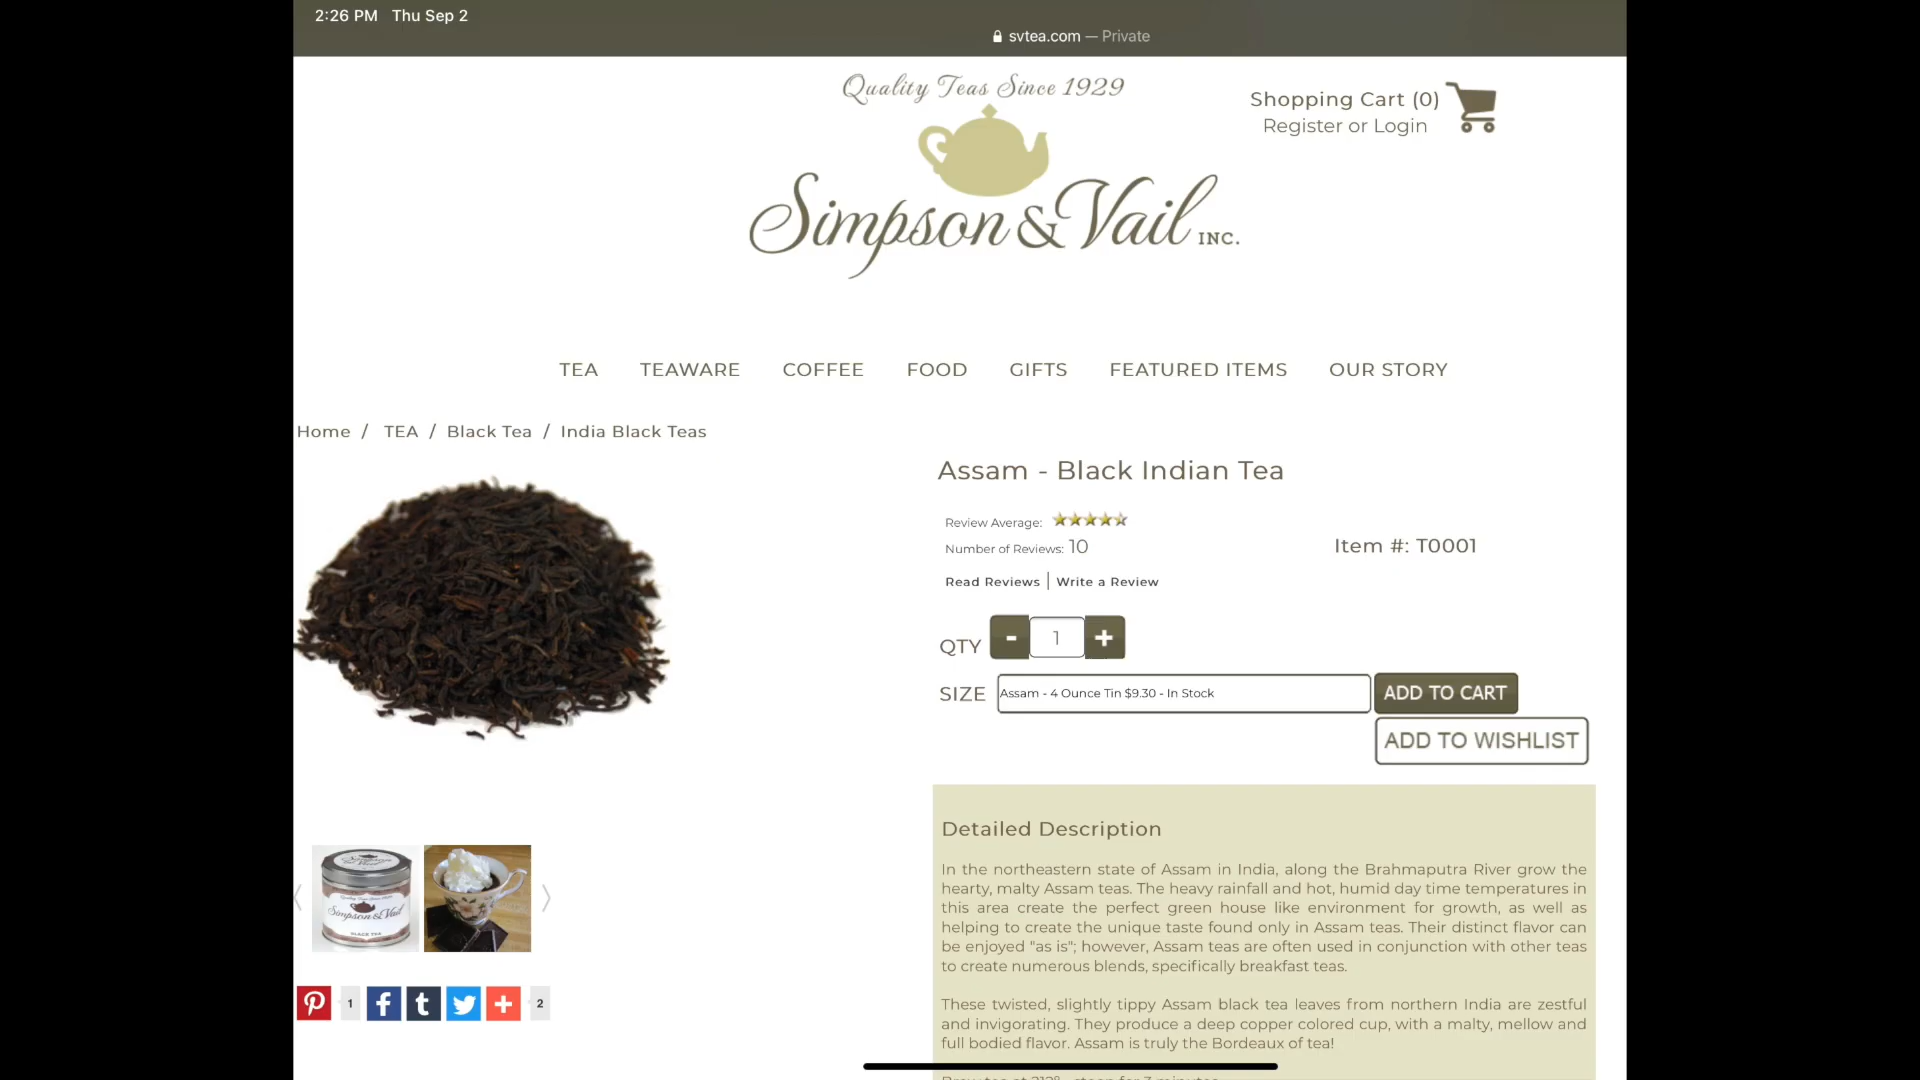 2:26 PM Thu Sep 2
svtea.com — Private
Quality Teas Since 1929
Simpson & Vail INC.
Shopping Cart (0)
Register or Login
TEA TEAWARE COFFEE FOOD GIFTS FEATURED ITEMS OUR STORY
Home / TEA / Black Tea / India Black Teas
Assam - Black Indian Tea
Review Average:
Number of Reviews: 10
Item #: T0001
Read Reviews | Write a Review
QTY - 1 +
SIZE Assam - 4 Ounce Tin $9.30 - In Stock ADD TO CART
ADD TO WISHLIST
Detailed Description
In the northeastern state of Assam in India, along the Brahmaputra River grow the
hearty, malty Assam teas. The heavy rainfall and hot, humid day time temperatures in
this area create the perfect green house like environment for growth, as well as
helping to create the unique taste found only in Assam teas. Their distinct flavor can
be enjoyed "as is"; however, Assam teas are often used in conjunction with other teas
to create numerous blends, specifically breakfast teas.
These twisted, slightly tippy Assam black tea leaves from northern India are zestful
and invigorating. They produce a deep copper colored cup, with a malty, mellow and
full bodied flavor. Assam is truly the Bordeaux of tea!
Simpson & Vail
BLACK TEA
1
2